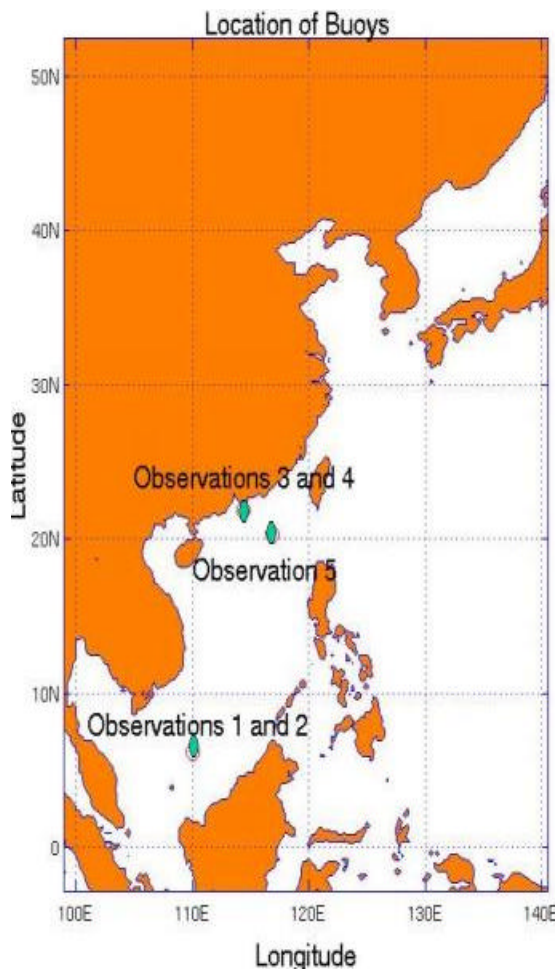 Location of Buoys
50N
40N
30N
Latitude
Observations 3 and 4
20N
Observation 5
10N
Observations 1 and 2
0
100E 110E 120E 130E 140E
Longitude